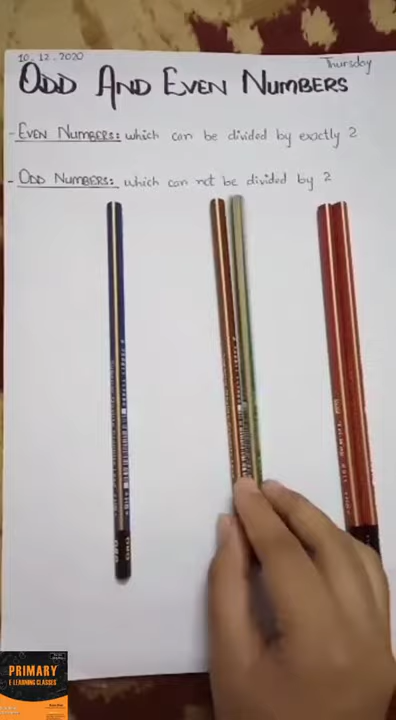 10.12.2020 Thursday
ODD AND EVEN NUMBERS
- EVEN NUMBERS: which can be divided by exactly 2
- ODD NUMBERS: which can not be divided by 2
PRIMARY
E-LEARNING CLASSES